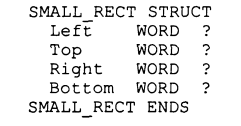 SMALL_RECT STRUCT
  Left    WORD  ?
  Top     WORD  ?
  Right   WORD  ?
  Bottom  WORD  ?
SMALL_RECT ENDS